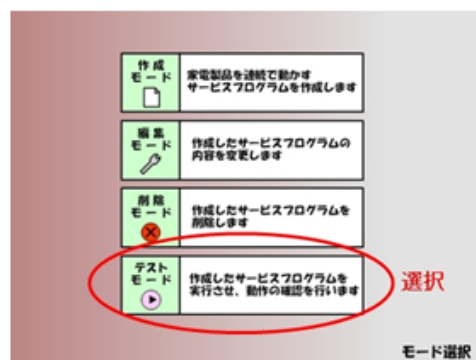 作成
モード
家電製品を連続で動かす
サービスプログラムを作成します
編集
モード
作成したサービスプログラムの
内容を変更します
削除
モード
作成したサービスプログラムを
削除します
テスト
モード
作成したサービスプログラムを
実行させ、動作の確認を行います
選択
モード選択